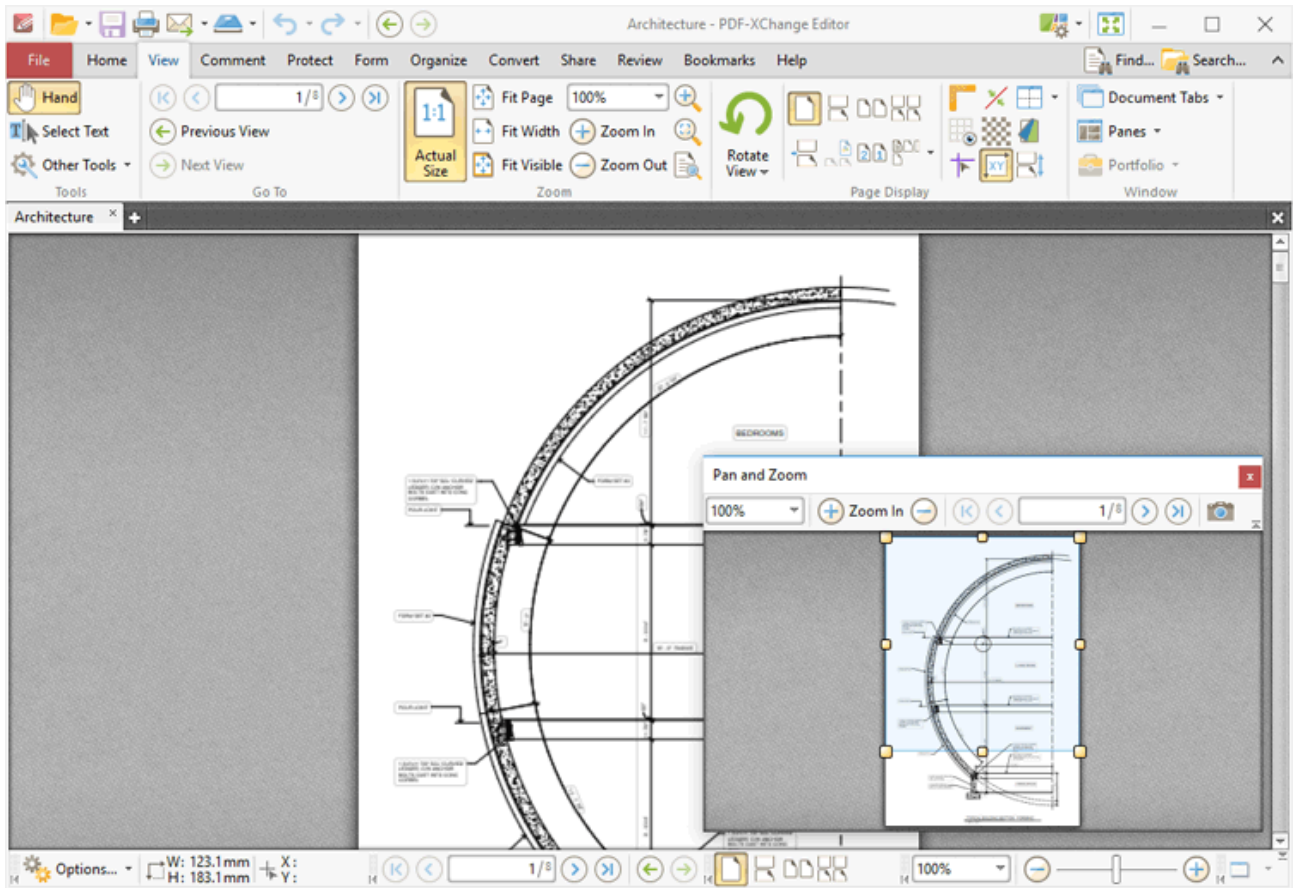 Architecture - PDF-XChange Editor
File Home View Comment Protect Form Organize Convert Share Review Bookmarks Help Find... Search...
Hand 1/8 Fit Page 100% Document Tabs
Select Text Previous View 1:1 Fit Width Zoom In Panes
Other Tools Next View Actual Size Fit Visible Zoom Out Rotate View 2 1 XY Portfolio
Tools Go To Zoom Page Display Window
Architecture
BEDROOMS
Pan and Zoom
100% Zoom In 1/8
Options... W: 123.1mm X: 1/8 100%
H: 183.1mm Y: